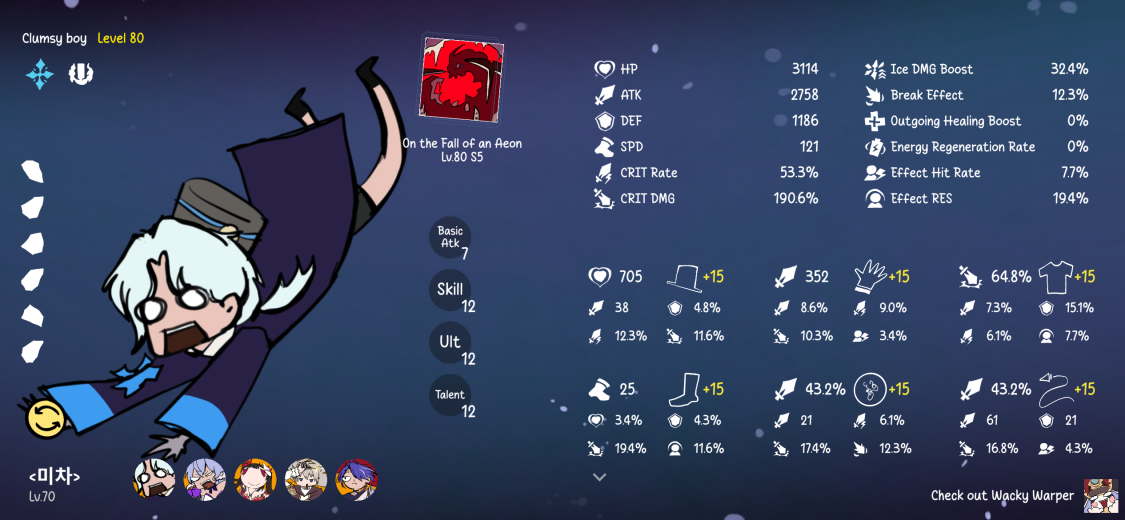 Clumsy boy Level 80
On the Fall of an Aeon
Lv.80 S5
Basic
Atk
7
Skill
12
Ult
12
Talent
12
<미차>
Lv.70
HP 3114
ATK 2758
DEF 1186
SPD 121
CRIT Rate 53.3%
CRIT DMG 190.6%
Ice DMG Boost 32.4%
Break Effect 12.3%
Outgoing Healing Boost 0%
Energy Regeneration Rate 0%
Effect Hit Rate 7.7%
Effect RES 19.4%
705 +15
38 4.8%
12.3% 11.6%
352 +15
8.6% 9.0%
10.3% 3.4%
64.8% +15
7.3% 15.1%
6.1% 7.7%
25 +15
3.4% 4.3%
19.4% 11.6%
43.2% +15
21 6.1%
17.4% 12.3%
43.2% +15
61 21
16.8% 4.3%
Check out Wacky Warper